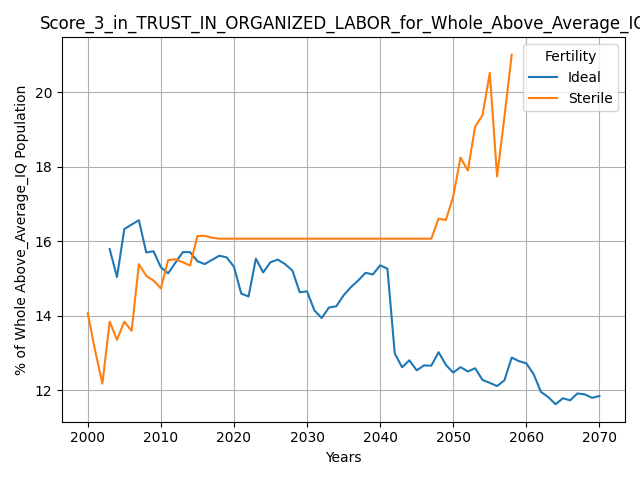 Score_3_in_TRUST_IN_ORGANIZED_LABOR_for_Whole_Above_Average_IQ
Fertility
Ideal
Sterile
% of Whole Above_Average_IQ Population
20
18
16
14
12
2000 2010 2020 2030 2040 2050 2060 2070
Years